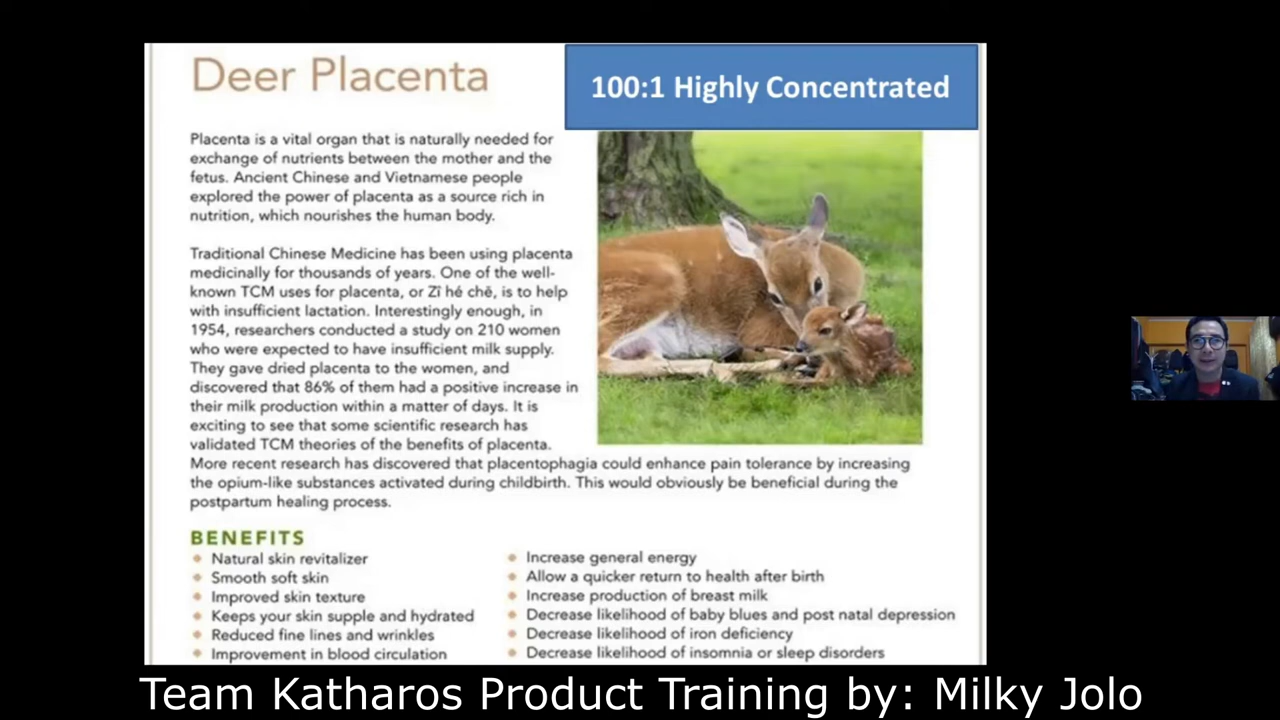 Deer Placenta
100:1 Highly Concentrated
Placenta is a vital organ that is naturally needed for
exchange of nutrients between the mother and the
fetus. Ancient Chinese and Vietnamese people
explored the power of placenta as a source rich in
nutrition, which nourishes the human body.
Traditional Chinese Medicine has been using placenta
medicinally for thousands of years. One of the well-
known TCM uses for placenta, or Zǐ hé chē, is to help
with insufficient lactation. Interestingly enough, in
1954, researchers conducted a study on 210 women
who were expected to have insufficient milk supply.
They gave dried placenta to the women, and
discovered that 86% of them had a positive increase in
their milk production within a matter of days. It is
exciting to see that some scientific research has
validated TCM theories of the benefits of placenta.
More recent research has discovered that placentophagia could enhance pain tolerance by increasing
the opium-like substances activated during childbirth. This would obviously be beneficial during the
postpartum healing process.
BENEFITS
Natural skin revitalizer
Smooth soft skin
Improved skin texture
Keeps your skin supple and hydrated
Reduced fine lines and wrinkles
Improvement in blood circulation
Increase general energy
Allow a quicker return to health after birth
Increase production of breast milk
Decrease likelihood of baby blues and post natal depression
Decrease likelihood of iron deficiency
Decrease likelihood of insomnia or sleep disorders
Team Katharos Product Training by: Milky Jolo